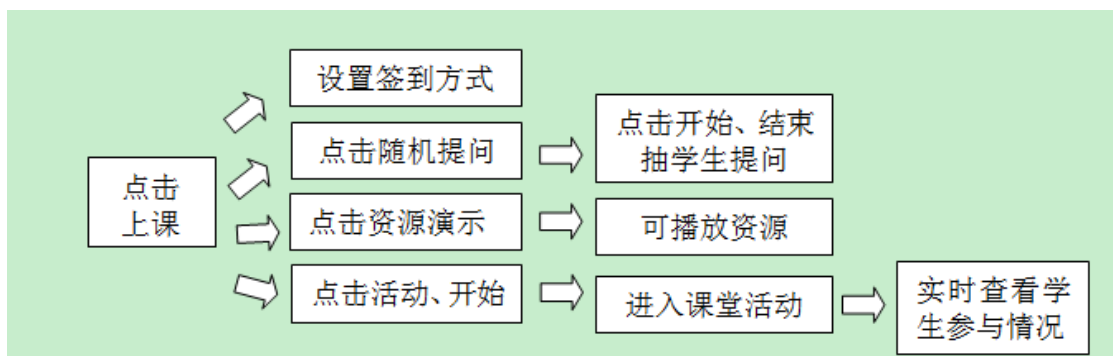 设置签到方式
点击随机提问
点击开始、结束
抽学生提问
点击
上课
点击资源演示
可播放资源
点击活动、开始
进入课堂活动
实时查看学
生参与情况